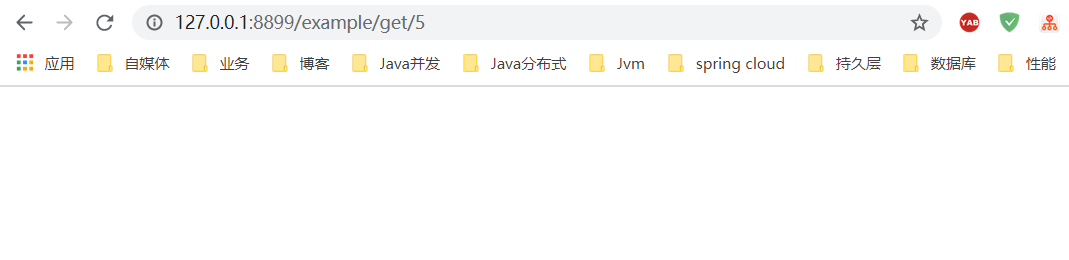 127.0.0.1:8899/example/get/5 YAB
应用 自媒体 业务 博客 Java并发 Java分布式 Jvm spring cloud 持久层 数据库 性能